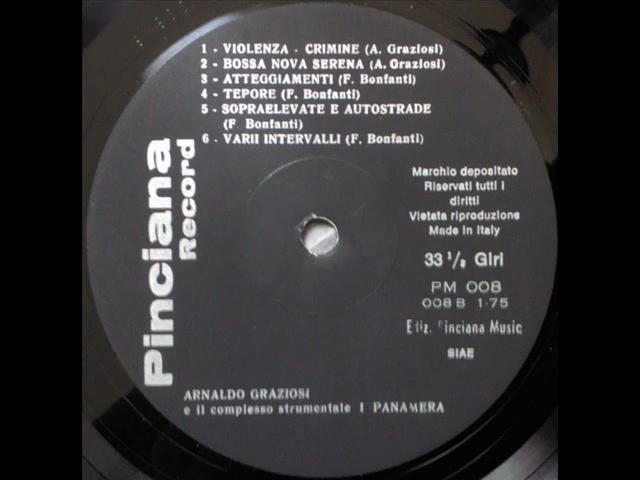 1 - VIOLENZA - CRIMINE (A. Graziosi)
2 - BOSSA NOVA SERENA (A. Graziosi)
3 - ATTEGGIAMENTI (F. Bonfanti)
4 - TEPORE (F. Bonfanti)
5 - SOPRAELEVATE E AUTOSTRADE
(F Bonfanti)
6 - VARII INTERVALLI (F. Bonfanti)
Pinciana
Record
Marchio depositato
Riservati tutti i
diritti
Vietata riproduzione
Made in Italy
33 1/3 Giri
PM 008
008 B 1-75
Ediz. Pinciana Music
SIAE
ARNALDO GRAZIOSI
e il complesso strumentale I PANAMERA